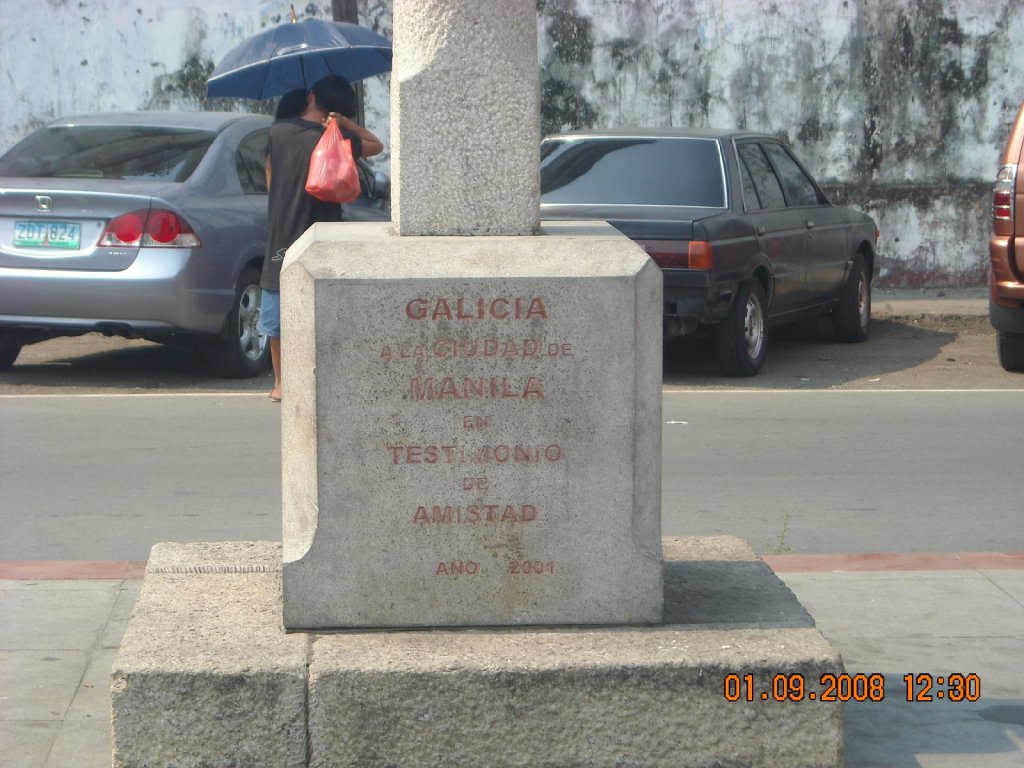 GALICIA
A LA CIUDAD DE
MANILA
EN
TESTIMONIO
DE
AMISTAD
AÑO 2001
01.09.2008 12:30